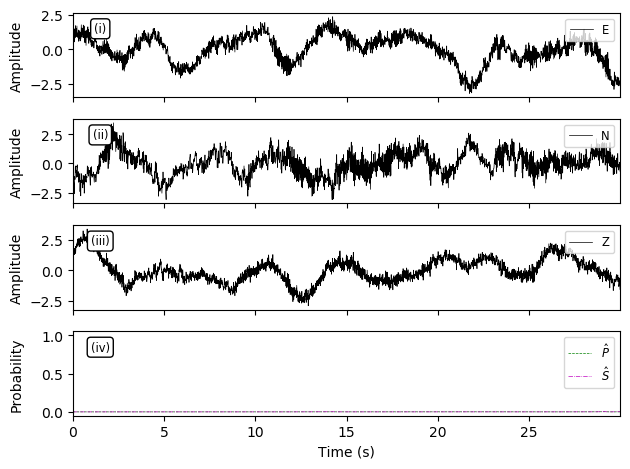 2.5
0.0
−2.5
Amplitude
(i)
E
2.5
0.0
−2.5
Amplitude
(ii)
N
2.5
0.0
−2.5
Amplitude
(iii)
Z
1.0
0.5
0.0
Probability
(iv)
P̂
Ŝ
0 5 10 15 20 25
Time (s)